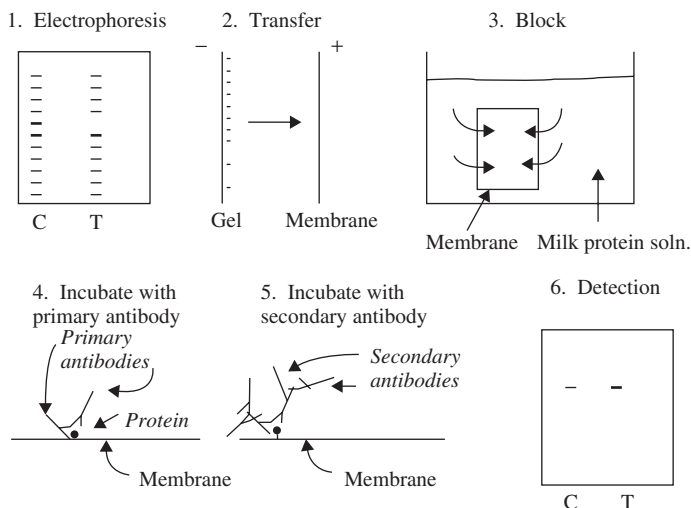 1. Electrophoresis
C T
2. Transfer
− +
Gel Membrane
3. Block
Membrane Milk protein soln.
4. Incubate with
primary antibody
Primary
antibodies
Protein
Membrane
5. Incubate with
secondary antibody
Secondary
antibodies
Membrane
6. Detection
C T